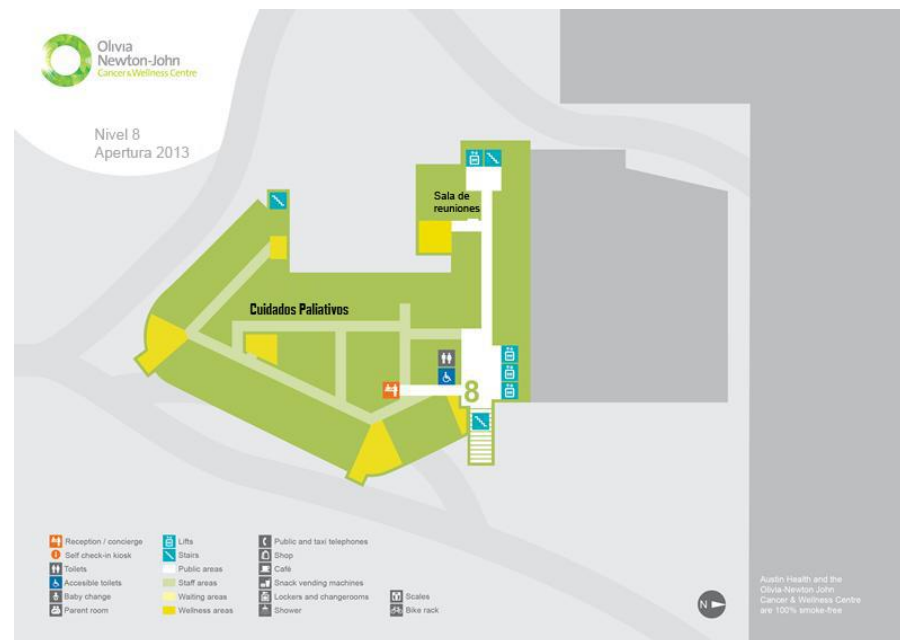 Olivia
Newton-John
Cancer & Wellness Centre
Nivel 8
Apertura 2013
Sala de
reuniones
Cuidados Paliativos
8
Reception / concierge
Self check-in kiosk
Toilets
Accesible toilets
Baby change
Parent room
Lifts
Stairs
Public areas
Staff areas
Waiting areas
Wellness areas
Public and taxi telephones
Shop
Café
Snack vending machines
Lockers and changerooms
Shower
Scales
Bike rack
N
Austin Health and the
Olivia-Newton John
Cancer & Wellness Centre
are 100% smoke-free